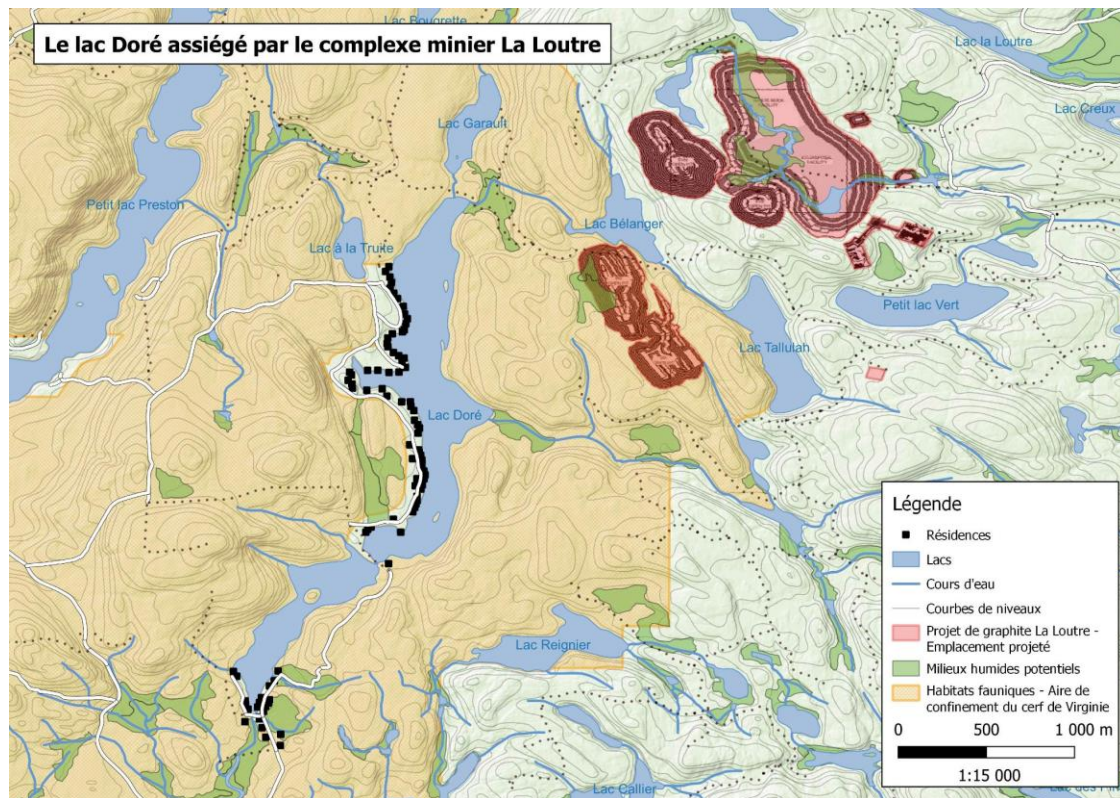 Lac Bougrette
Le lac Doré assiégé par le complexe minier La Loutre
Lac la Loutre
Lac Creux
Lac Garault
Petit lac Preston
Lac Bélanger
Lac à la Truite
Petit lac Vert
Lac Tallulah
Lac Doré
Lac Reignier
Lac Callier
Légende
Résidences
Lacs
Cours d'eau
Courbes de niveaux
Projet de graphite La Loutre -
Emplacement projeté
Milieux humides potentiels
Habitats fauniques - Aire de
confinement du cerf de Virginie
0 500 1 000 m
1:15 000